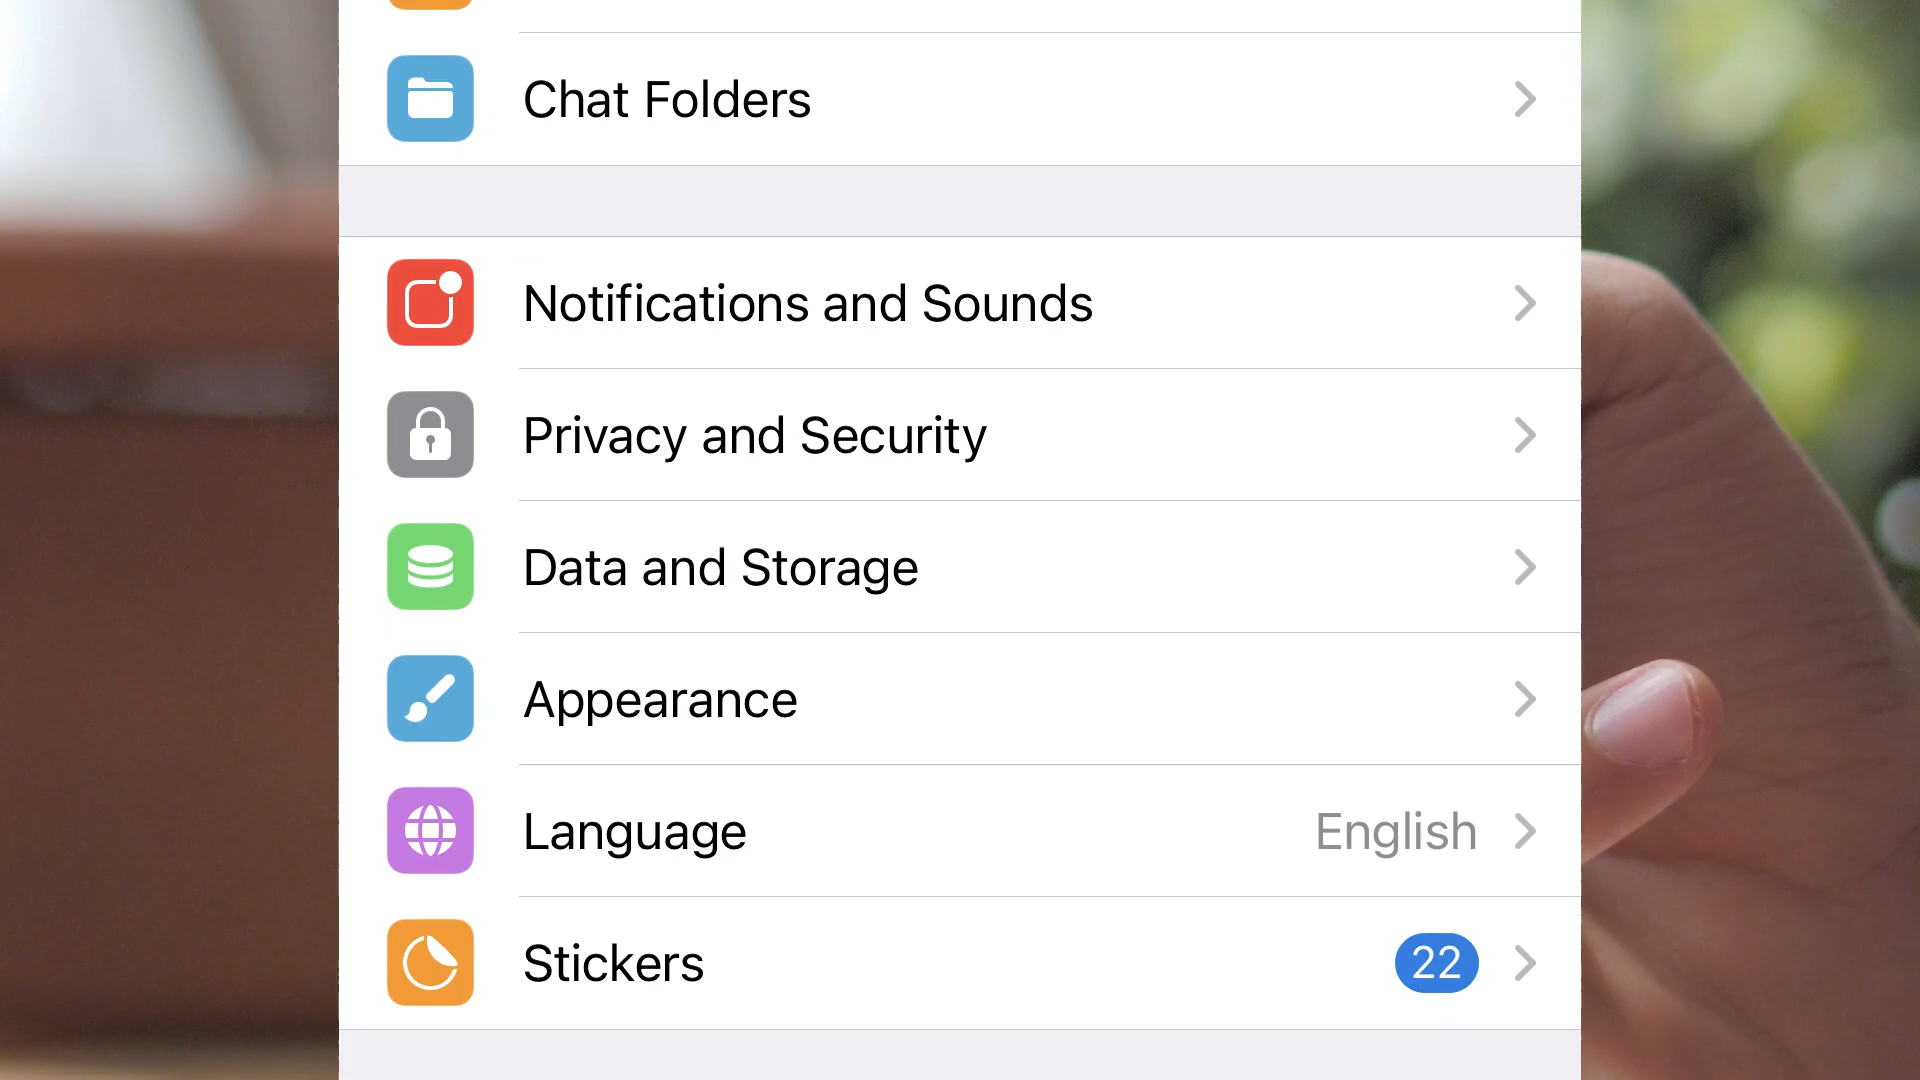 Chat Folders
Notifications and Sounds
Privacy and Security
Data and Storage
Appearance
Language English
Stickers 22